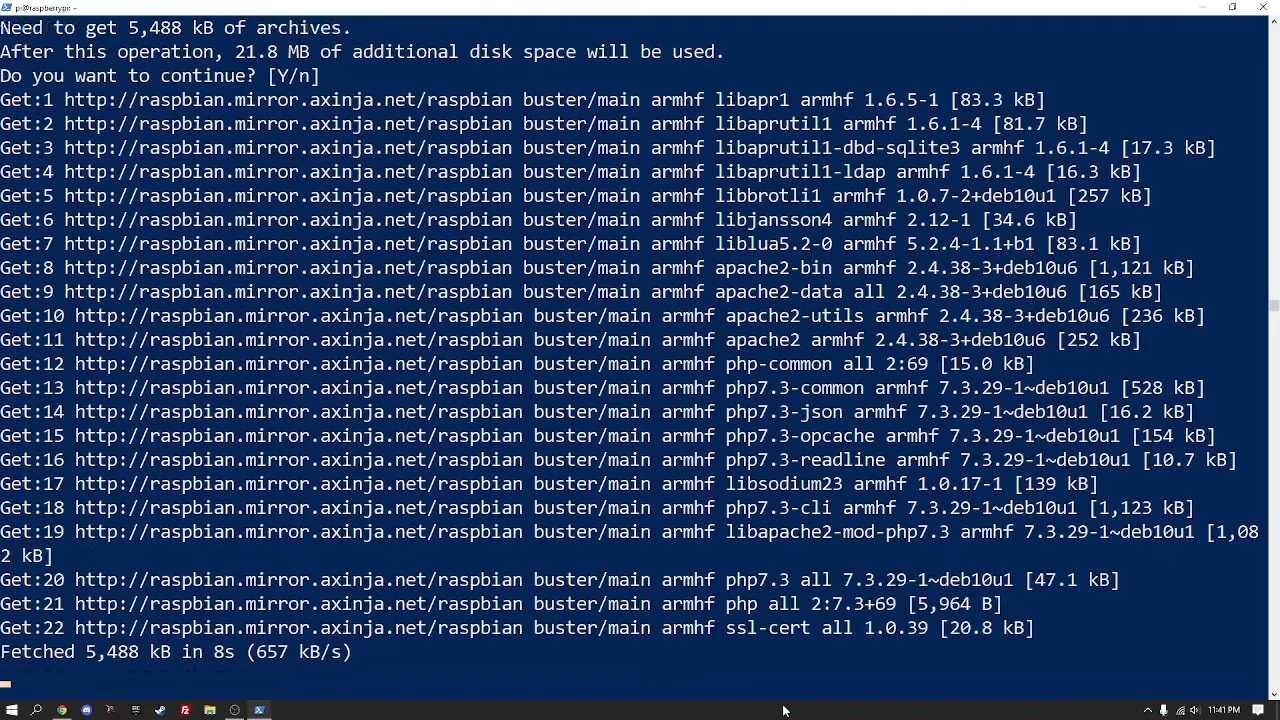 pi@raspberrypi: ~
Need to get 5,488 kB of archives.
After this operation, 21.8 MB of additional disk space will be used.
Do you want to continue? [Y/n]
Get:1 http://raspbian.mirror.axinja.net/raspbian buster/main armhf libapr1 armhf 1.6.5-1 [83.3 kB]
Get:2 http://raspbian.mirror.axinja.net/raspbian buster/main armhf libaprutil1 armhf 1.6.1-4 [81.7 kB]
Get:3 http://raspbian.mirror.axinja.net/raspbian buster/main armhf libaprutil1-dbd-sqlite3 armhf 1.6.1-4 [17.3 kB]
Get:4 http://raspbian.mirror.axinja.net/raspbian buster/main armhf libaprutil1-ldap armhf 1.6.1-4 [16.3 kB]
Get:5 http://raspbian.mirror.axinja.net/raspbian buster/main armhf libbrotli1 armhf 1.0.7-2+deb10u1 [257 kB]
Get:6 http://raspbian.mirror.axinja.net/raspbian buster/main armhf libjansson4 armhf 2.12-1 [34.6 kB]
Get:7 http://raspbian.mirror.axinja.net/raspbian buster/main armhf liblua5.2-0 armhf 5.2.4-1.1+b1 [83.1 kB]
Get:8 http://raspbian.mirror.axinja.net/raspbian buster/main armhf apache2-bin armhf 2.4.38-3+deb10u6 [1,121 kB]
Get:9 http://raspbian.mirror.axinja.net/raspbian buster/main armhf apache2-data all 2.4.38-3+deb10u6 [165 kB]
Get:10 http://raspbian.mirror.axinja.net/raspbian buster/main armhf apache2-utils armhf 2.4.38-3+deb10u6 [236 kB]
Get:11 http://raspbian.mirror.axinja.net/raspbian buster/main armhf apache2 armhf 2.4.38-3+deb10u6 [252 kB]
Get:12 http://raspbian.mirror.axinja.net/raspbian buster/main armhf php-common all 2:69 [15.0 kB]
Get:13 http://raspbian.mirror.axinja.net/raspbian buster/main armhf php7.3-common armhf 7.3.29-1~deb10u1 [528 kB]
Get:14 http://raspbian.mirror.axinja.net/raspbian buster/main armhf php7.3-json armhf 7.3.29-1~deb10u1 [16.2 kB]
Get:15 http://raspbian.mirror.axinja.net/raspbian buster/main armhf php7.3-opcache armhf 7.3.29-1~deb10u1 [154 kB]
Get:16 http://raspbian.mirror.axinja.net/raspbian buster/main armhf php7.3-readline armhf 7.3.29-1~deb10u1 [10.7 kB]
Get:17 http://raspbian.mirror.axinja.net/raspbian buster/main armhf libsodium23 armhf 1.0.17-1 [139 kB]
Get:18 http://raspbian.mirror.axinja.net/raspbian buster/main armhf php7.3-cli armhf 7.3.29-1~deb10u1 [1,123 kB]
Get:19 http://raspbian.mirror.axinja.net/raspbian buster/main armhf libapache2-mod-php7.3 armhf 7.3.29-1~deb10u1 [1,08
2 kB]
Get:20 http://raspbian.mirror.axinja.net/raspbian buster/main armhf php7.3 all 7.3.29-1~deb10u1 [47.1 kB]
Get:21 http://raspbian.mirror.axinja.net/raspbian buster/main armhf php all 2:7.3+69 [5,964 B]
Get:22 http://raspbian.mirror.axinja.net/raspbian buster/main armhf ssl-cert all 1.0.39 [20.8 kB]
Fetched 5,488 kB in 8s (657 kB/s)
11:41 PM